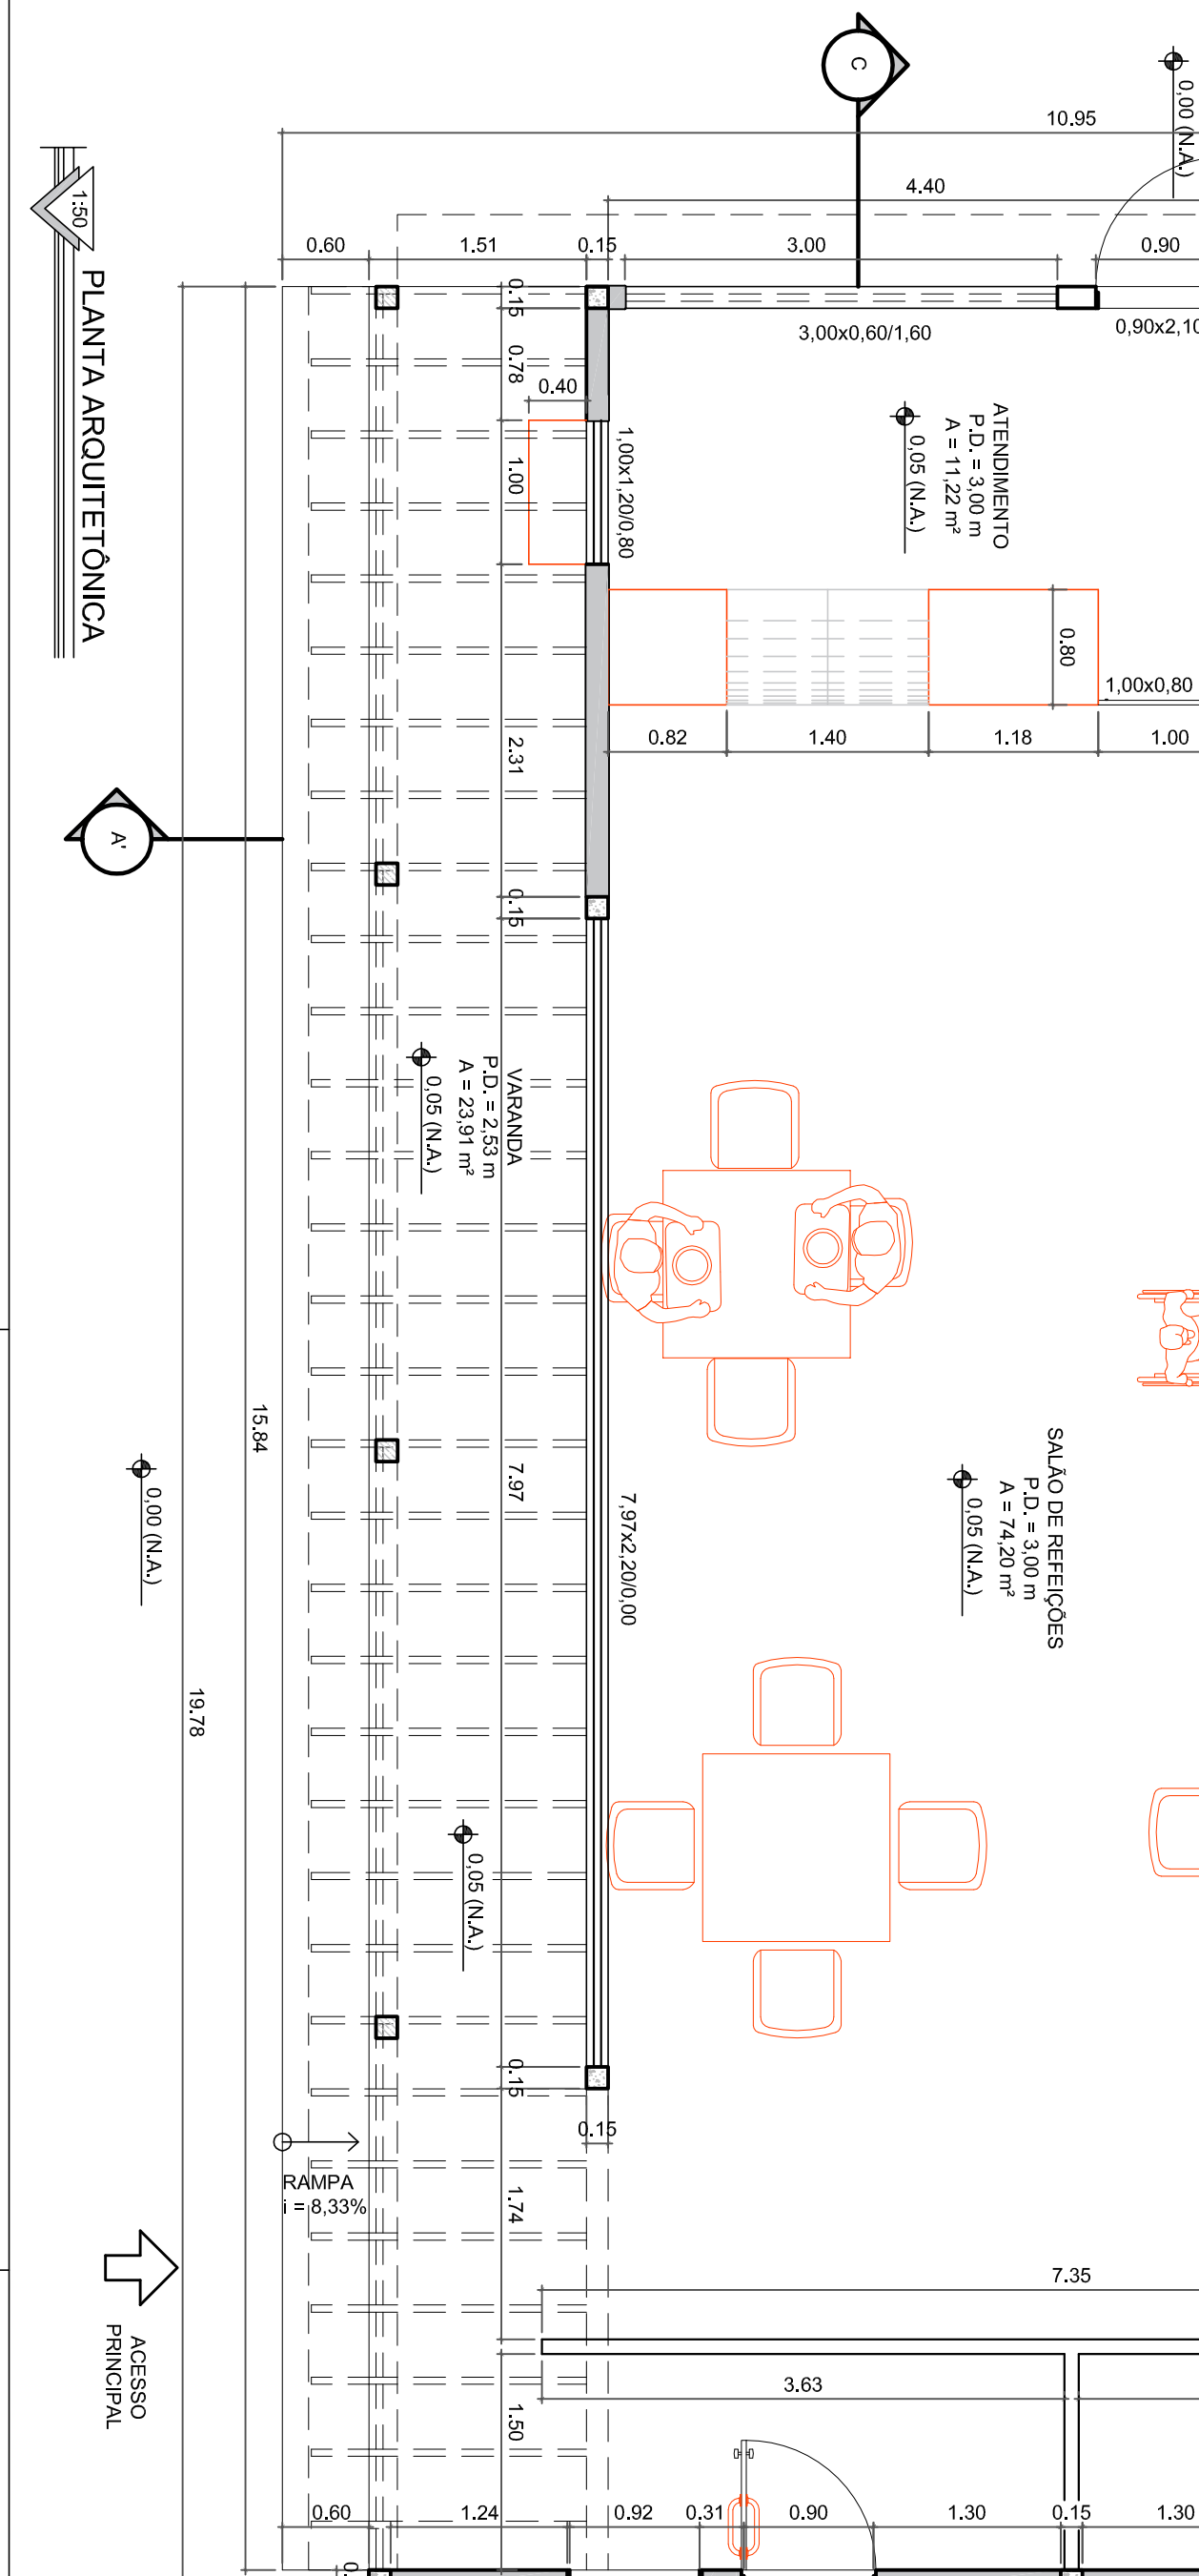 C
0,00 (N.A.)
10.95
4.40
0.60
1.51
0.15
3.00
0.90
1:50
PLANTA ARQUITETÔNICA
0.15
3,00x0,60/1,60
0.78
0.40
1,00x1,20/0,80
1.00
ATENDIMENTO
P.D. = 3,00 m
A = 11,22 m²
0,05 (N.A.)
0.80
1,00x0,80
0.82
1.40
1.18
1.00
2.31
A'
0.15
VARANDA
P.D. = 2,53 m
A = 23,91 m²
0,05 (N.A.)
15.84
0,00 (N.A.)
7.97
7,97x2,20/0,00
SALÃO DE REFEIÇÕES
P.D. = 3,00 m
A = 74,20 m²
0,05 (N.A.)
19.78
0,05 (N.A.)
0.15
0.15
RAMPA
i = 8,33%
1.74
7.35
ACESSO
PRINCIPAL
3.63
1.50
0.60
1.24
0.92
0.31
0.90
1.30
0.15
1.30